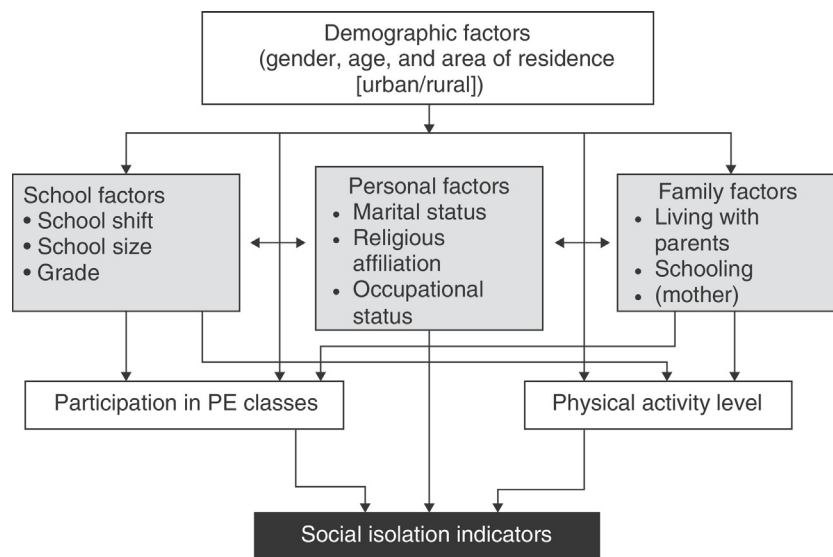 Demographic factors
(gender, age, and area of residence
[urban/rural])
School factors
• School shift
• School size
• Grade
Personal factors
• Marital status
• Religious
affiliation
• Occupational
status
Family factors
• Living with
parents
• Schooling
• (mother)
Participation in PE classes
Physical activity level
Social isolation indicators